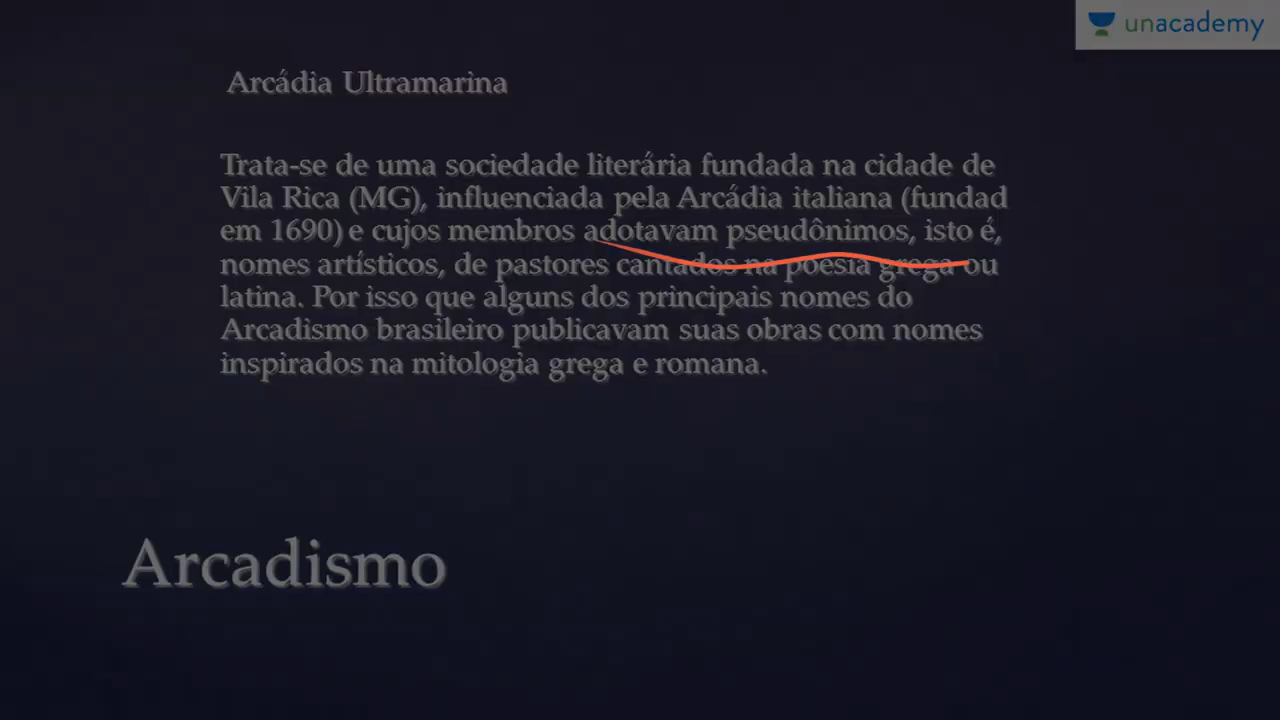 unacademy
Arcádia Ultramarina
Trata-se de uma sociedade literária fundada na cidade de
Vila Rica (MG), influenciada pela Arcádia italiana (fundad
em 1690) e cujos membros adotavam pseudônimos, isto é,
nomes artísticos, de pastores cantados na poesia grega ou
latina. Por isso que alguns dos principais nomes do
Arcadismo brasileiro publicavam suas obras com nomes
inspirados na mitologia grega e romana.
Arcadismo